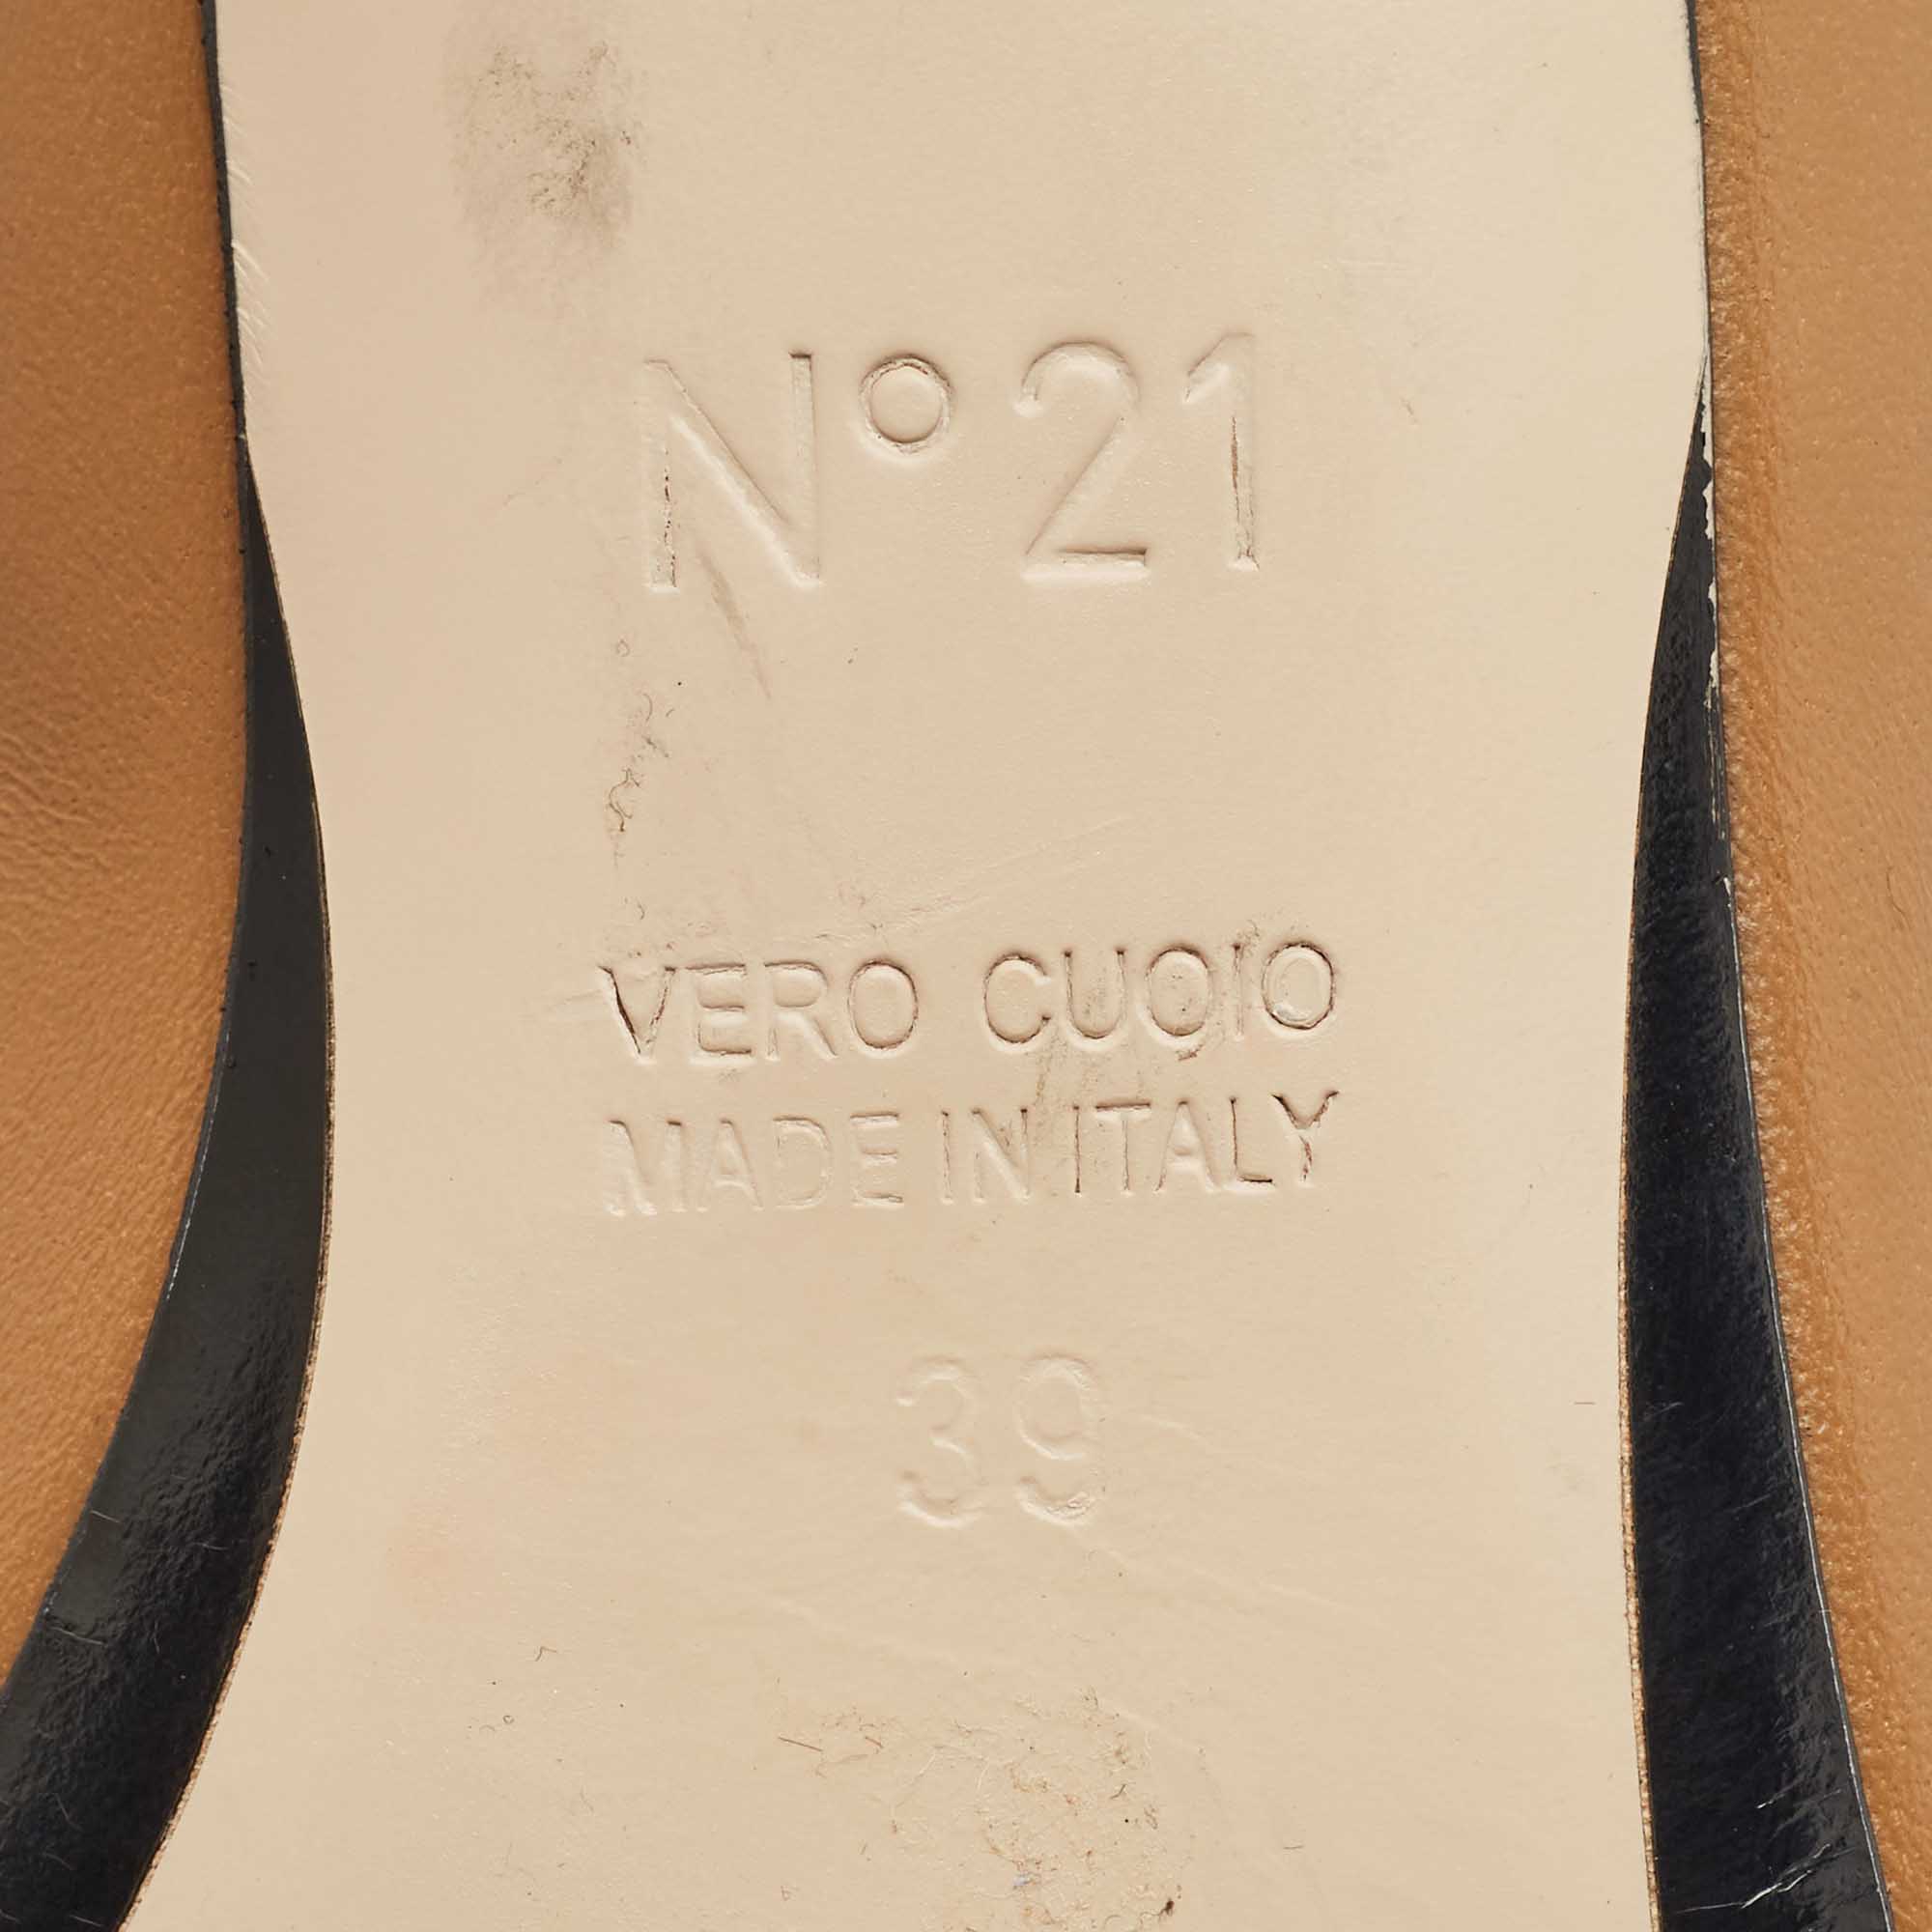 N° 21
VERO CUOIO
MADE IN ITALY
39